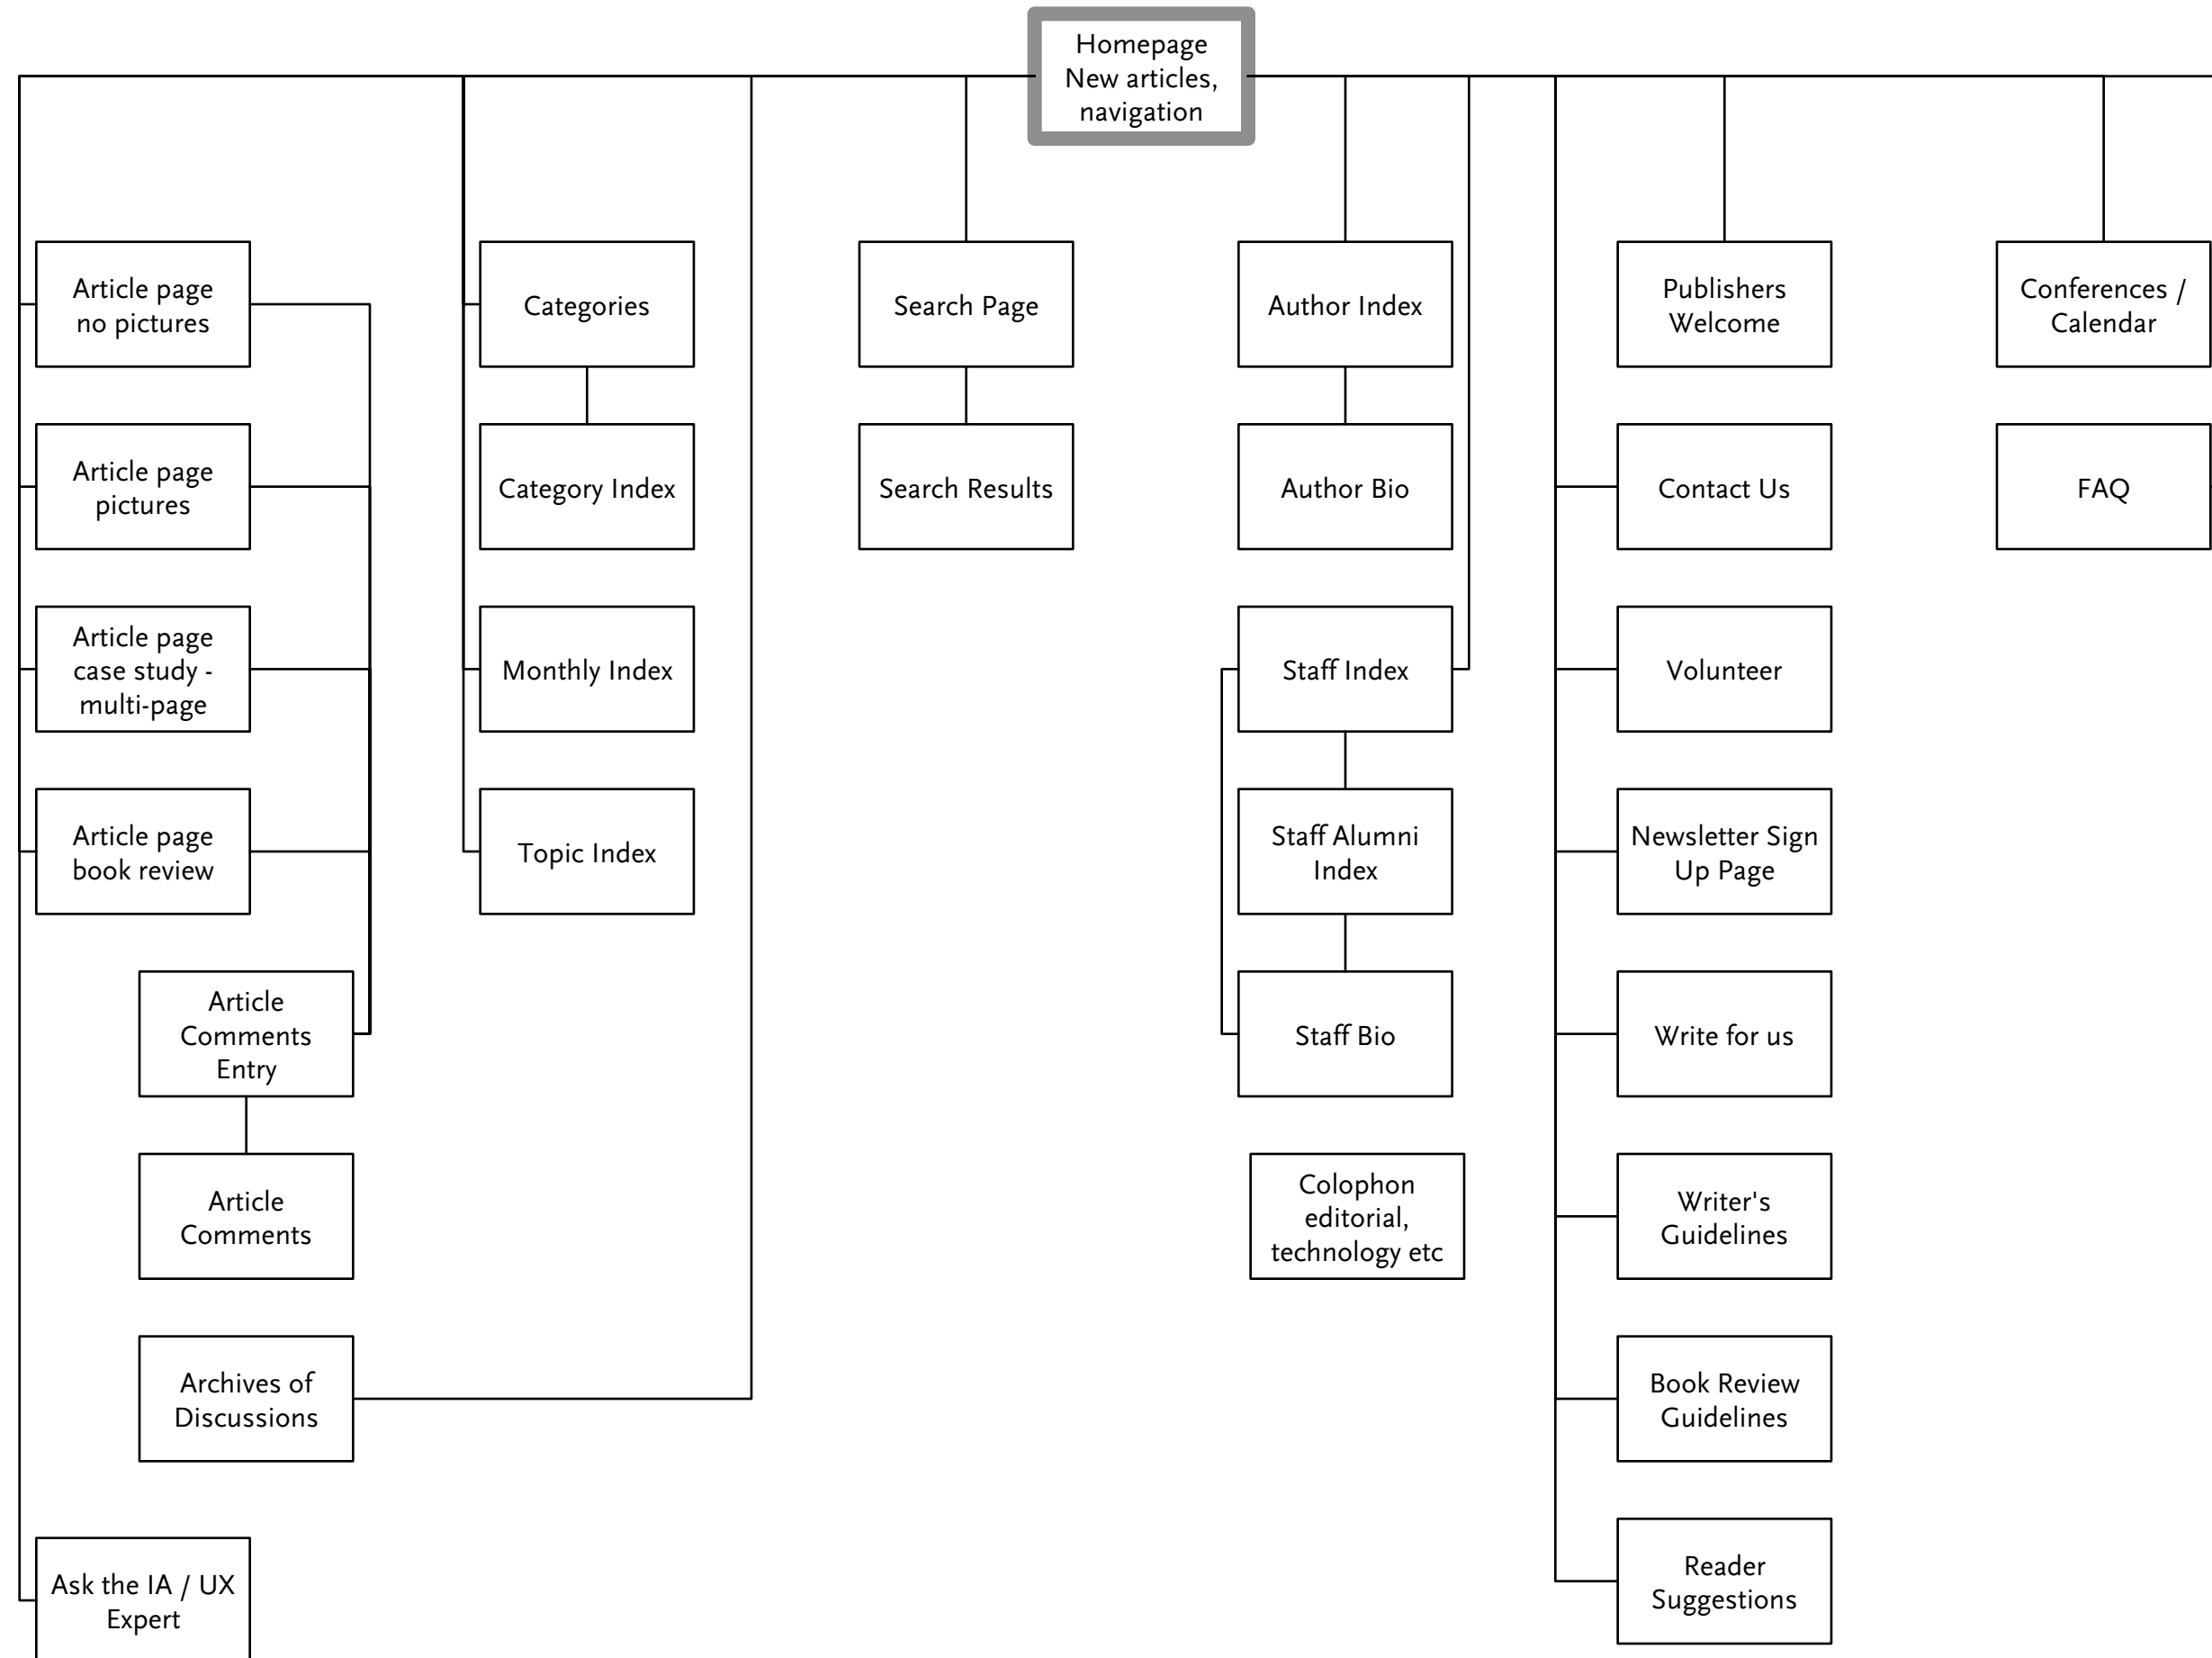 Homepage
New articles,
navigation
Article page
no pictures
Categories
Search Page
Author Index
Publishers
Welcome
Conferences /
Calendar
Article page
pictures
Category Index
Search Results
Author Bio
Contact Us
FAQ
Article page
case study -
multi-page
Monthly Index
Staff Index
Volunteer
Article page
book review
Topic Index
Staff Alumni
Index
Newsletter Sign
Up Page
Article
Comments
Entry
Staff Bio
Write for us
Article
Comments
Colophon
editorial,
technology etc
Writer's
Guidelines
Archives of
Discussions
Book Review
Guidelines
Ask the IA / UX
Expert
Reader
Suggestions